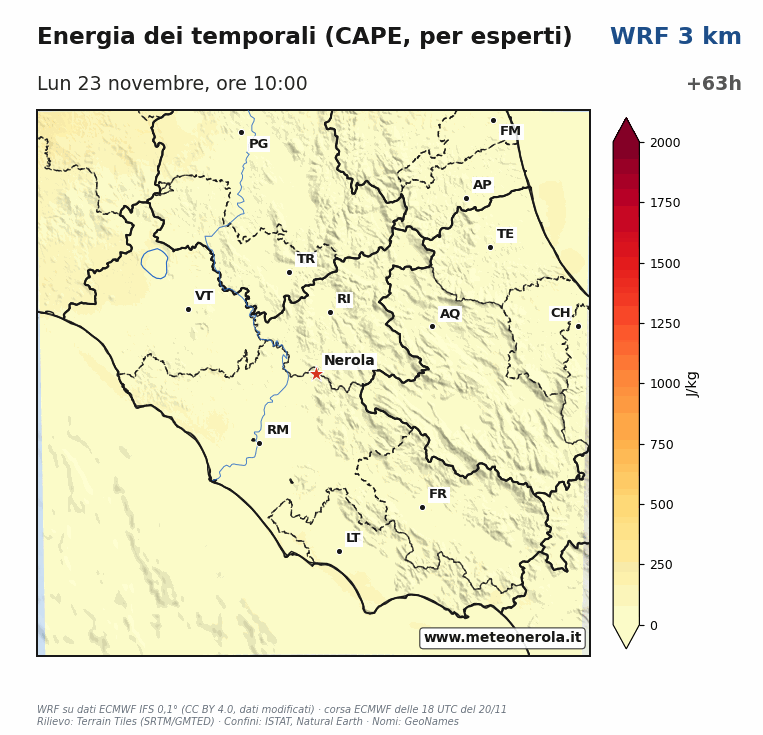 Energia dei temporali (CAPE, per esperti) WRF 3 km
Lun 23 novembre, ore 10:00 +63h
FM
PG
AP
TE
TR
VT
RI
AQ
CH
Nerola
RM
FR
LT
www.meteonerola.it
2000
1750
1500
1250
1000
750
500
250
0
J/kg
WRF su dati ECMWF IFS 0,1° (CC BY 4.0, dati modificati) · corsa ECMWF delle 18 UTC del 20/11
Rilievo: Terrain Tiles (SRTM/GMTED) · Confini: ISTAT, Natural Earth · Nomi: GeoNames